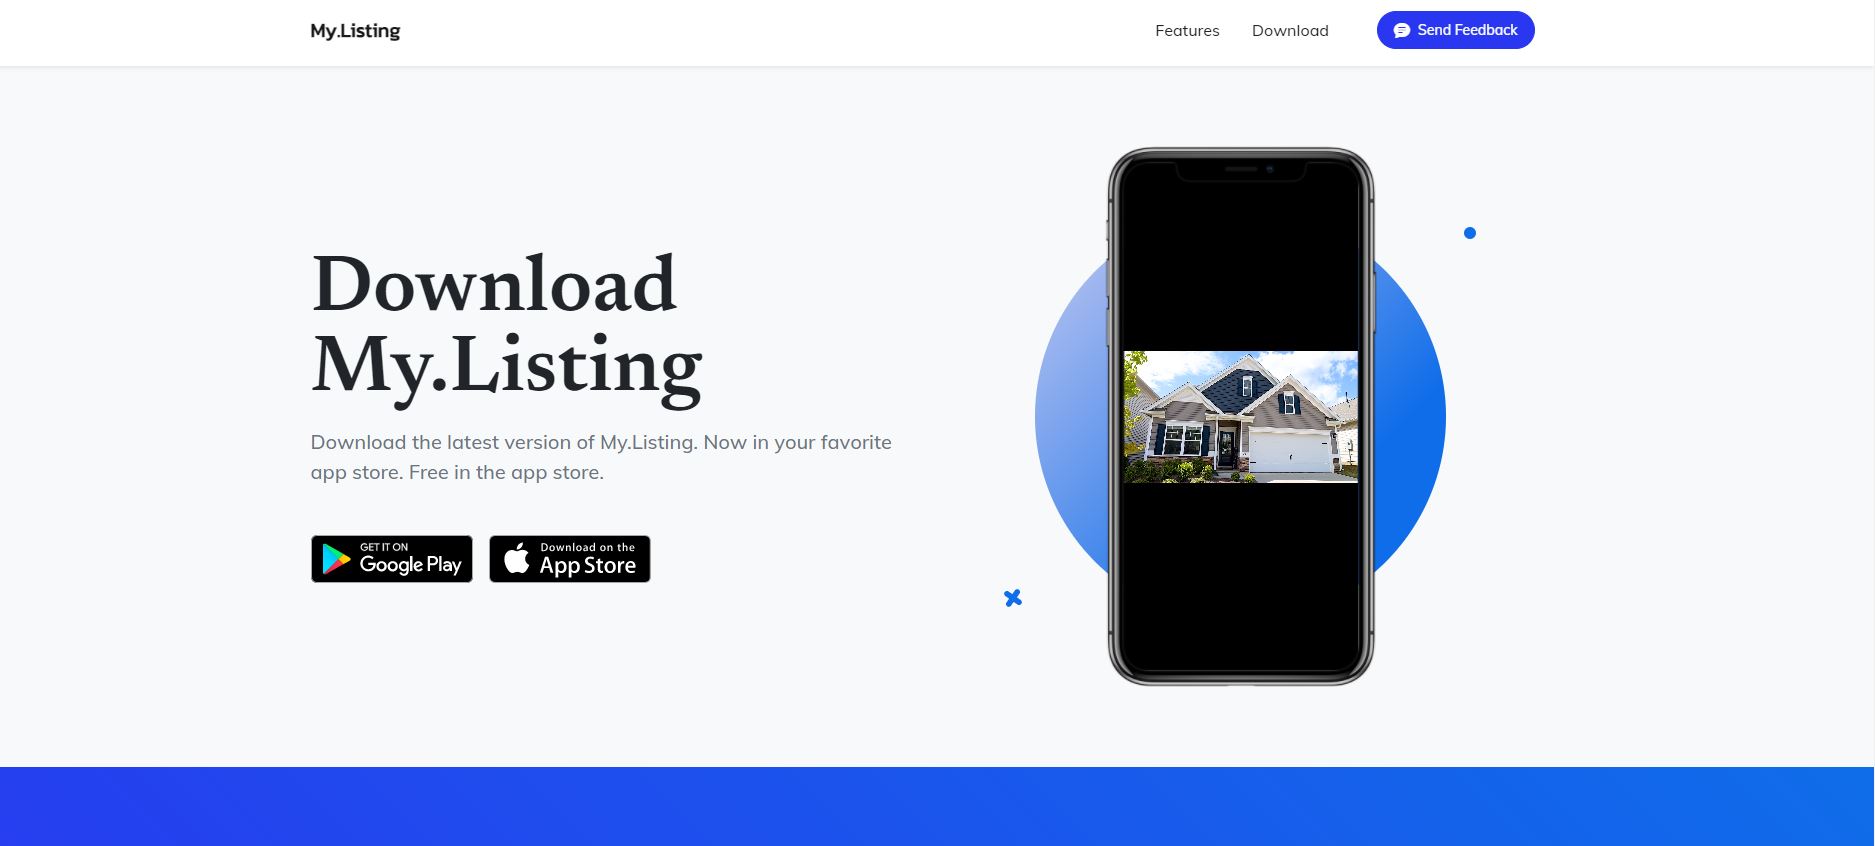 My.Listing
Features
Download
Send Feedback
Download
My.Listing
Download the latest version of My.Listing. Now in your favorite
app store. Free in the app store.
GET IT ON
Google Play
Download on the
App Store